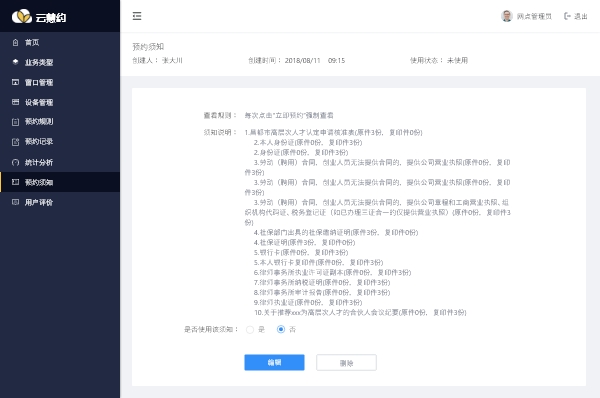 云慧约
网点管理员
退出
首页
业务类型
窗口管理
设备管理
预约规则
预约记录
统计分析
预约须知
用户评价
预约须知
创建人： 张大川
创建时间： 2018/08/11 09:15
使用状态： 未使用
查看规则： 每次点击“立即预约”强制查看
须知说明： 1.昌都市高层次人才认定申请核准表(原件3份，复印件0份)
2.本人身份证(原件0份，复印件3份)
2.身份证(原件0份，复印件3份)
3.劳动（聘用）合同，创业人员无法提供合同的，提供公司营业执照(原件0份，复印
件3份)
3.劳动（聘用）合同，创业人员无法提供合同的，提供公司营业执照(原件0份，复印
件3份)
3.劳动（聘用）合同，创业人员无法提供合同的，提供公司章程和工商营业执照、组
织机构代码证、税务登记证（如已办理三证合一的仅提供营业执照）(原件0份，复印件3
份)
4.社保部门出具的社保缴纳证明(原件3份，复印件0份)
4.社保证明(原件3份，复印件0份)
5.银行卡(原件0份，复印件3份)
5.本人银行卡复印件(原件0份，复印件3份)
6.律师事务所执业许可证副本(原件0份，复印件3份)
7.律师事务所纳税证明(原件0份，复印件3份)
8.律师事务所审计报告(原件0份，复印件3份)
9.律师执业证(原件0份，复印件3份)
10.关于推荐xxx为高层次人才的合伙人会议纪要(原件0份，复印件3份)
是否使用该须知： 是 否
编辑
删除